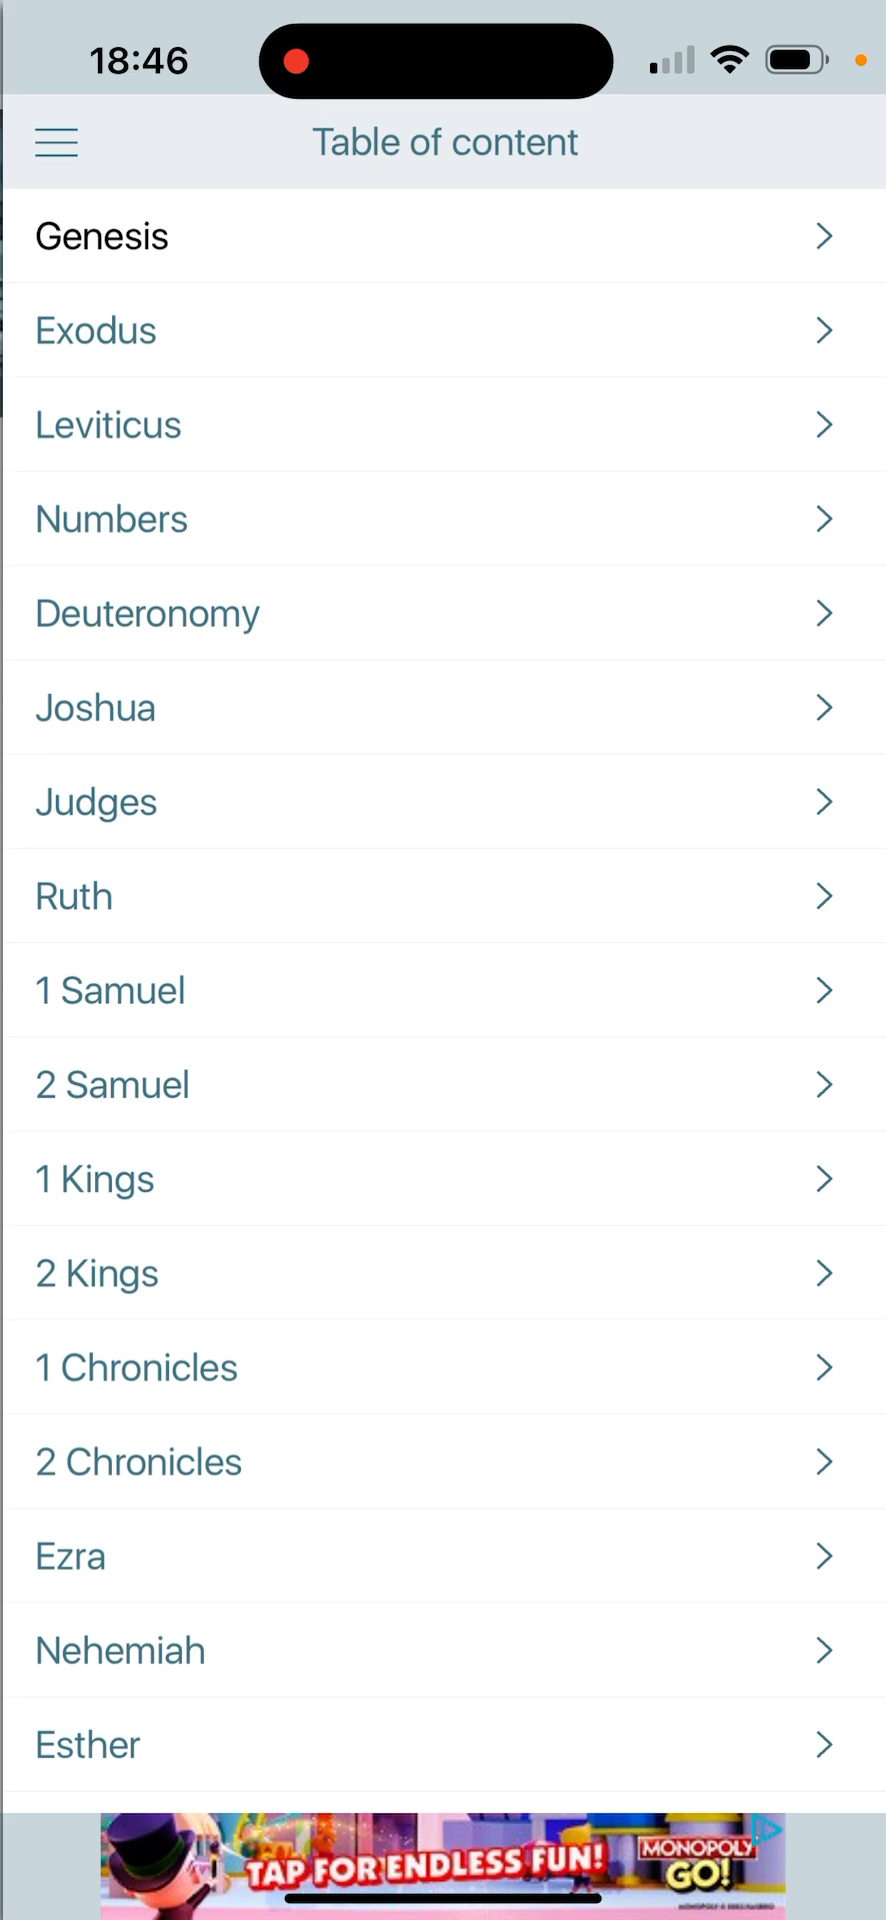 18:46
Table of content
Genesis
Exodus
Leviticus
Numbers
Deuteronomy
Joshua
Judges
Ruth
1 Samuel
2 Samuel
1 Kings
2 Kings
1 Chronicles
2 Chronicles
Ezra
Nehemiah
Esther
TAP FOR ENDLESS FUN!
MONOPOLY
GO!